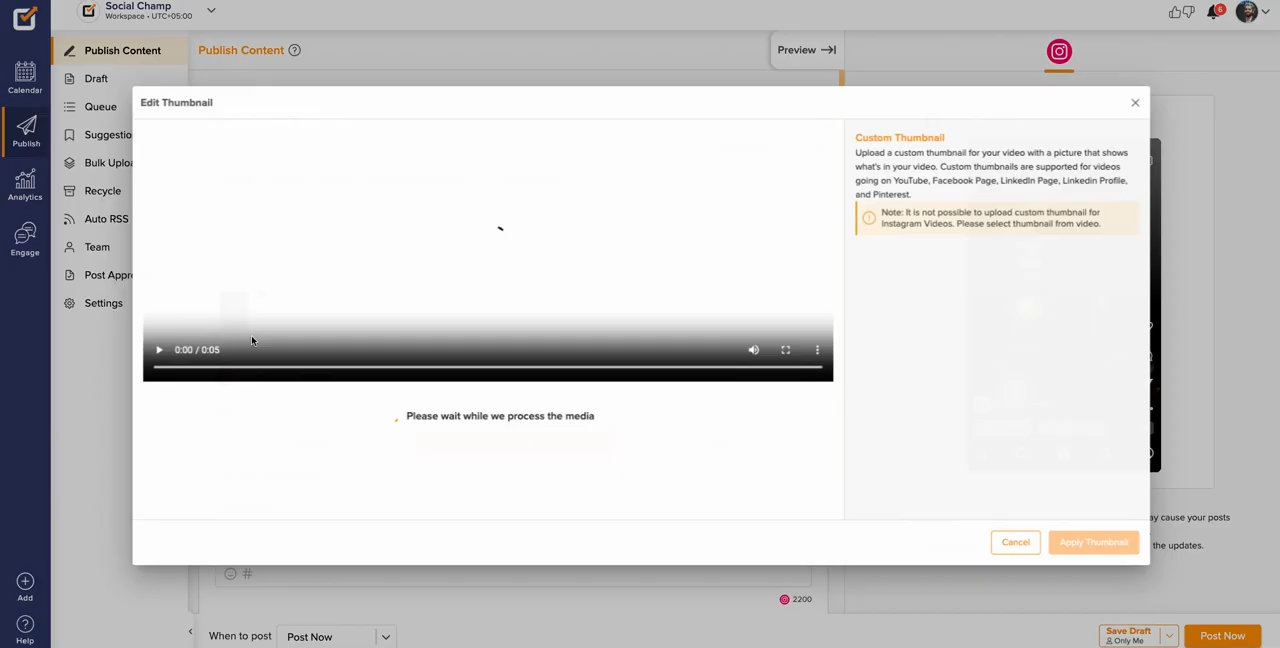 Social Champ
Workspace • UTC+05:00
6
Calendar
Publish
Analytics
Engage
Add
Help
Publish Content
Draft
Queue
Suggestio
Bulk Uploa
Recycle
Auto RSS
Team
Post Appr
Settings
Publish Content
Preview
Edit Thumbnail
0:00 / 0:05
Please wait while we process the media
Custom Thumbnail
Upload a custom thumbnail for your video with a picture that shows
what's in your video. Custom thumbnails are supported for videos
going on YouTube, Facebook Page, LinkedIn Page, Linkedin Profile,
and Pinterest.
Note: It is not possible to upload custom thumbnail for
Instagram Videos. Please select thumbnail from video.
Cancel
Apply Thumbnail
ay cause your posts
the updates.
#
2200
When to post
Post Now
Save Draft
Only Me
Post Now